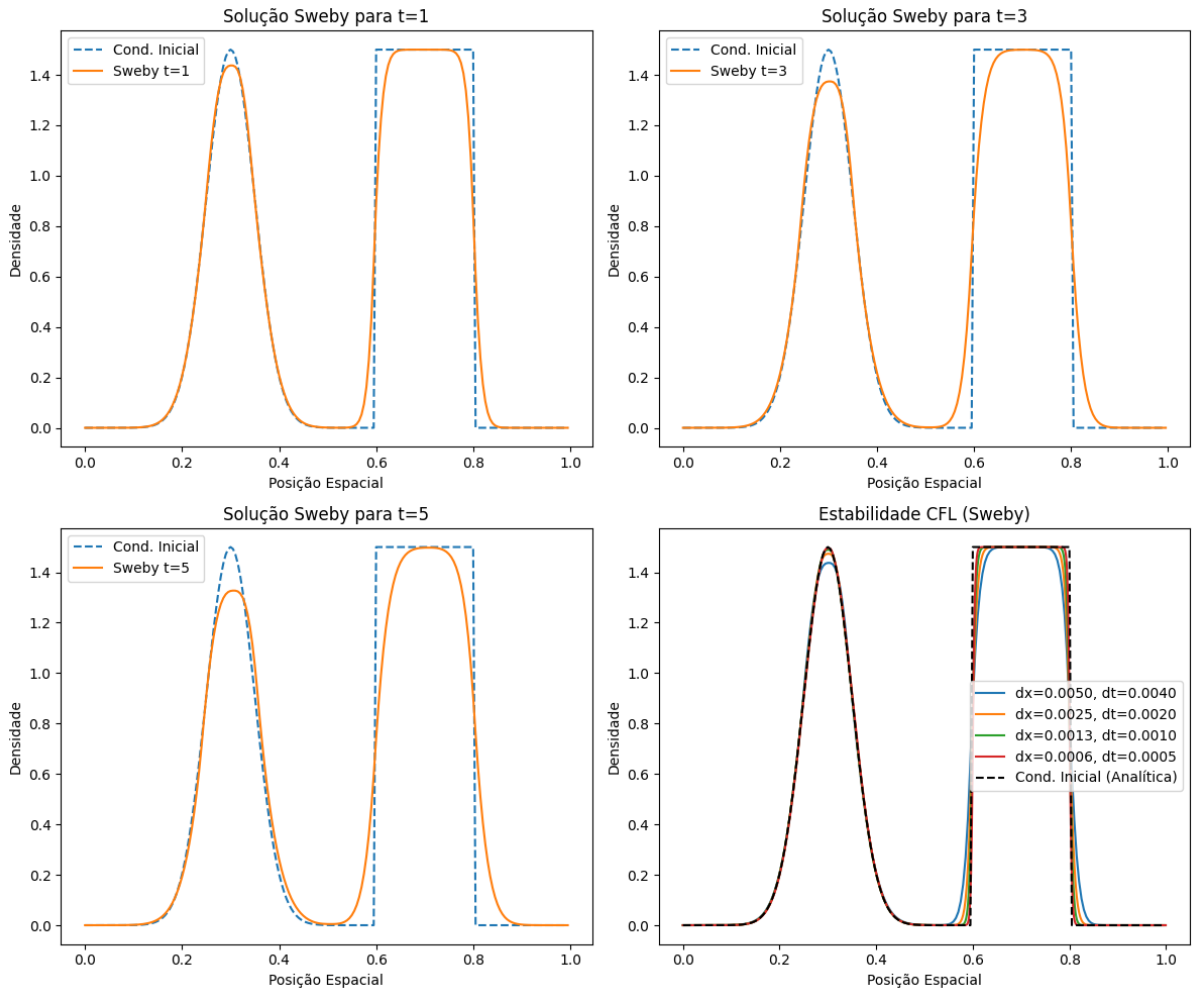 Solução Sweby para t=1
Cond. Inicial
Sweby t=1
Densidade
1.4
1.2
1.0
0.8
0.6
0.4
0.2
0.0
0.0 0.2 0.4 0.6 0.8 1.0
Posição Espacial
Solução Sweby para t=3
Cond. Inicial
Sweby t=3
Densidade
1.4
1.2
1.0
0.8
0.6
0.4
0.2
0.0
0.0 0.2 0.4 0.6 0.8 1.0
Posição Espacial
Solução Sweby para t=5
Cond. Inicial
Sweby t=5
Densidade
1.4
1.2
1.0
0.8
0.6
0.4
0.2
0.0
0.0 0.2 0.4 0.6 0.8 1.0
Posição Espacial
Estabilidade CFL (Sweby)
Densidade
1.4
1.2
1.0
0.8
0.6
0.4
0.2
0.0
dx=0.0050, dt=0.0040
dx=0.0025, dt=0.0020
dx=0.0013, dt=0.0010
dx=0.0006, dt=0.0005
Cond. Inicial (Analítica)
0.0 0.2 0.4 0.6 0.8 1.0
Posição Espacial